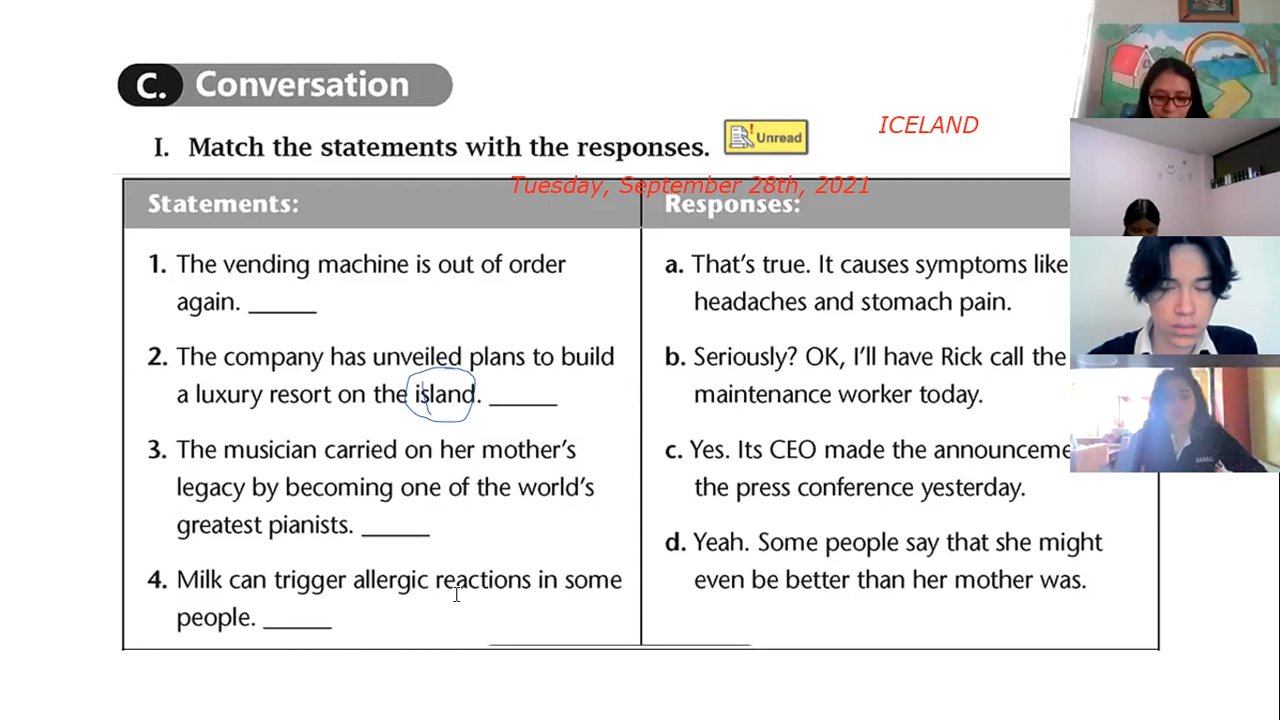 C. Conversation
I. Match the statements with the responses.
Unread
ICELAND
Tuesday, September 28th, 2021
Statements:
Responses:
1. The vending machine is out of order
again. ______
2. The company has unveiled plans to build
a luxury resort on the island. ______
3. The musician carried on her mother's
legacy by becoming one of the world's
greatest pianists. ______
4. Milk can trigger allergic reactions in some
people. ______
a. That's true. It causes symptoms like
headaches and stomach pain.
b. Seriously? OK, I'll have Rick call the
maintenance worker today.
c. Yes. Its CEO made the
the press conference yesterday.
d. Yeah. Some people say that she might
even be better than her mother was.